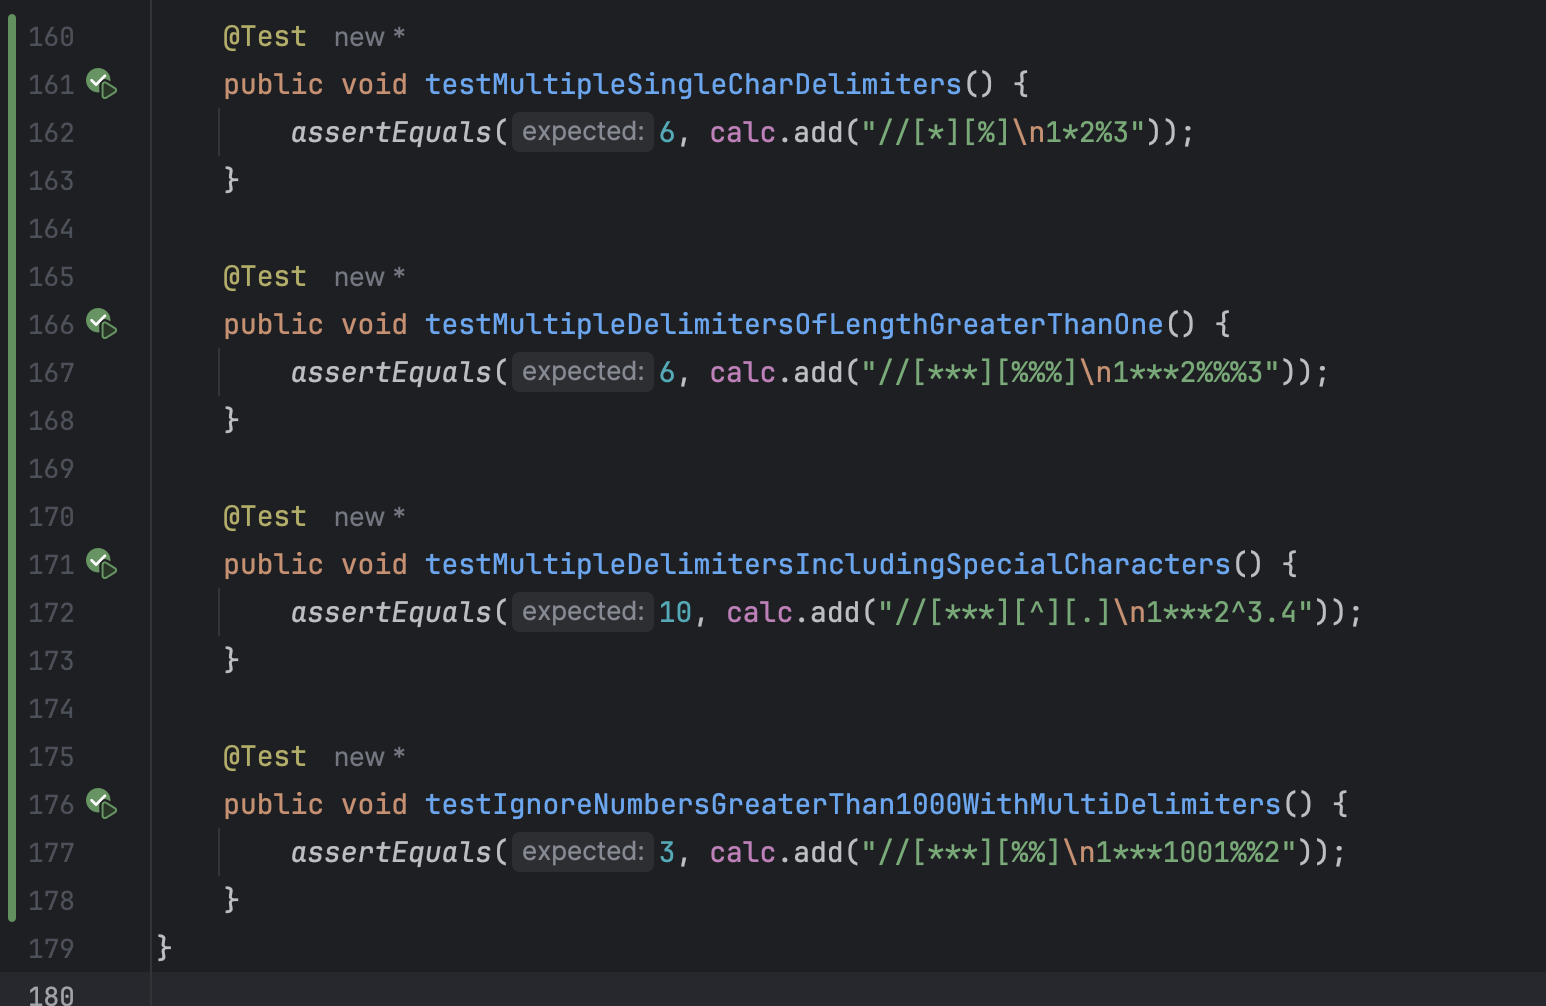 160 @Test new *
161 public void testMultipleSingleCharDelimiters() {
162 assertEquals( expected: 6, calc.add("//[*][%]\n1*2%3"));
163 }
164
165 @Test new *
166 public void testMultipleDelimitersOfLengthGreaterThanOne() {
167 assertEquals( expected: 6, calc.add("//[***][%%%]\n1***2%%%3"));
168 }
169
170 @Test new *
171 public void testMultipleDelimitersIncludingSpecialCharacters() {
172 assertEquals( expected: 10, calc.add("//[***][^][.]\n1***2^3.4"));
173 }
174
175 @Test new *
176 public void testIgnoreNumbersGreaterThan1000WithMultiDelimiters() {
177 assertEquals( expected: 3, calc.add("//[***][%%]\n1***1001%%2"));
178 }
179 }
180